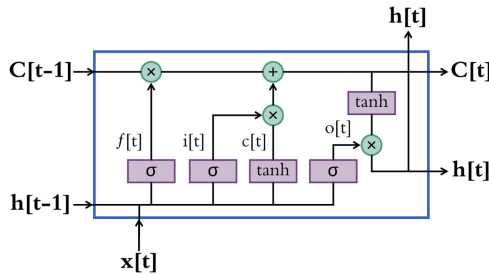 h[t]
C[t-1]
×
+
C[t]
tanh
f[t]
i[t]
×
c[t]
o[t]
×
σ
σ
tanh
σ
h[t]
h[t-1]
x[t]